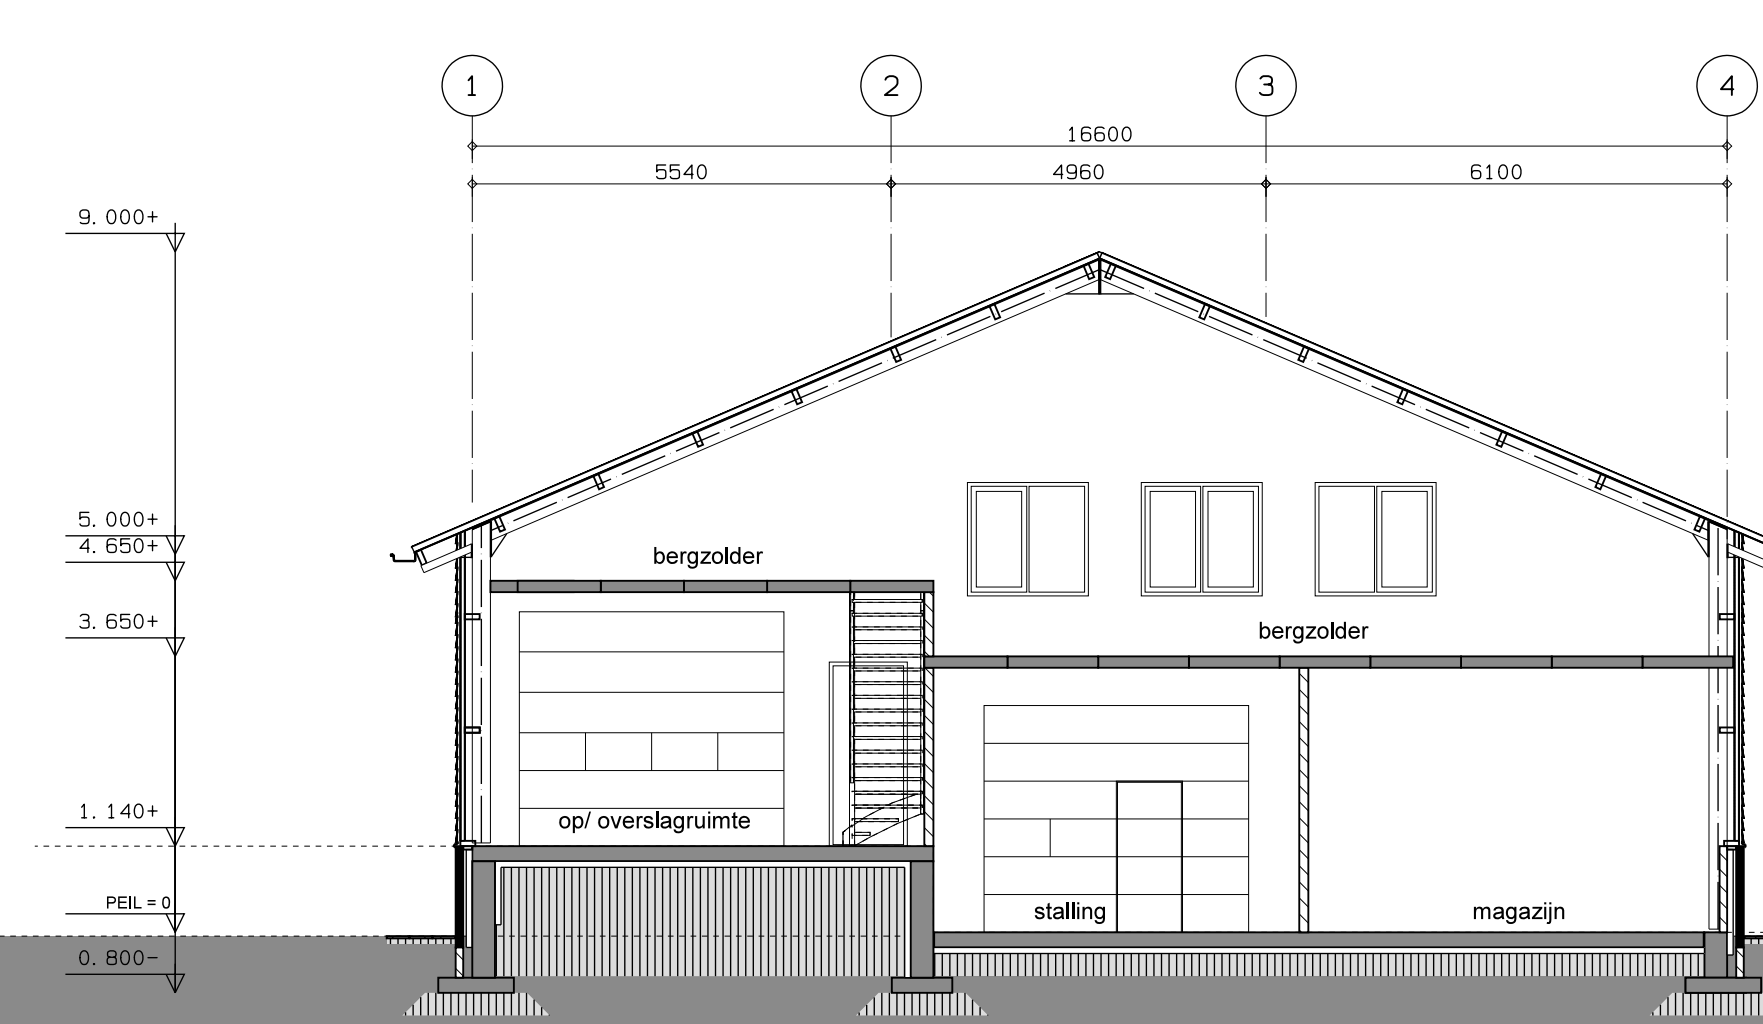 1 2 3 4
16600
5540 4960 6100
9. 000+
5. 000+
4. 650+
bergzolder
3. 650+
bergzolder
1. 140+
op/ overslagruimte
PEIL = 0
stalling
magazijn
0. 800-